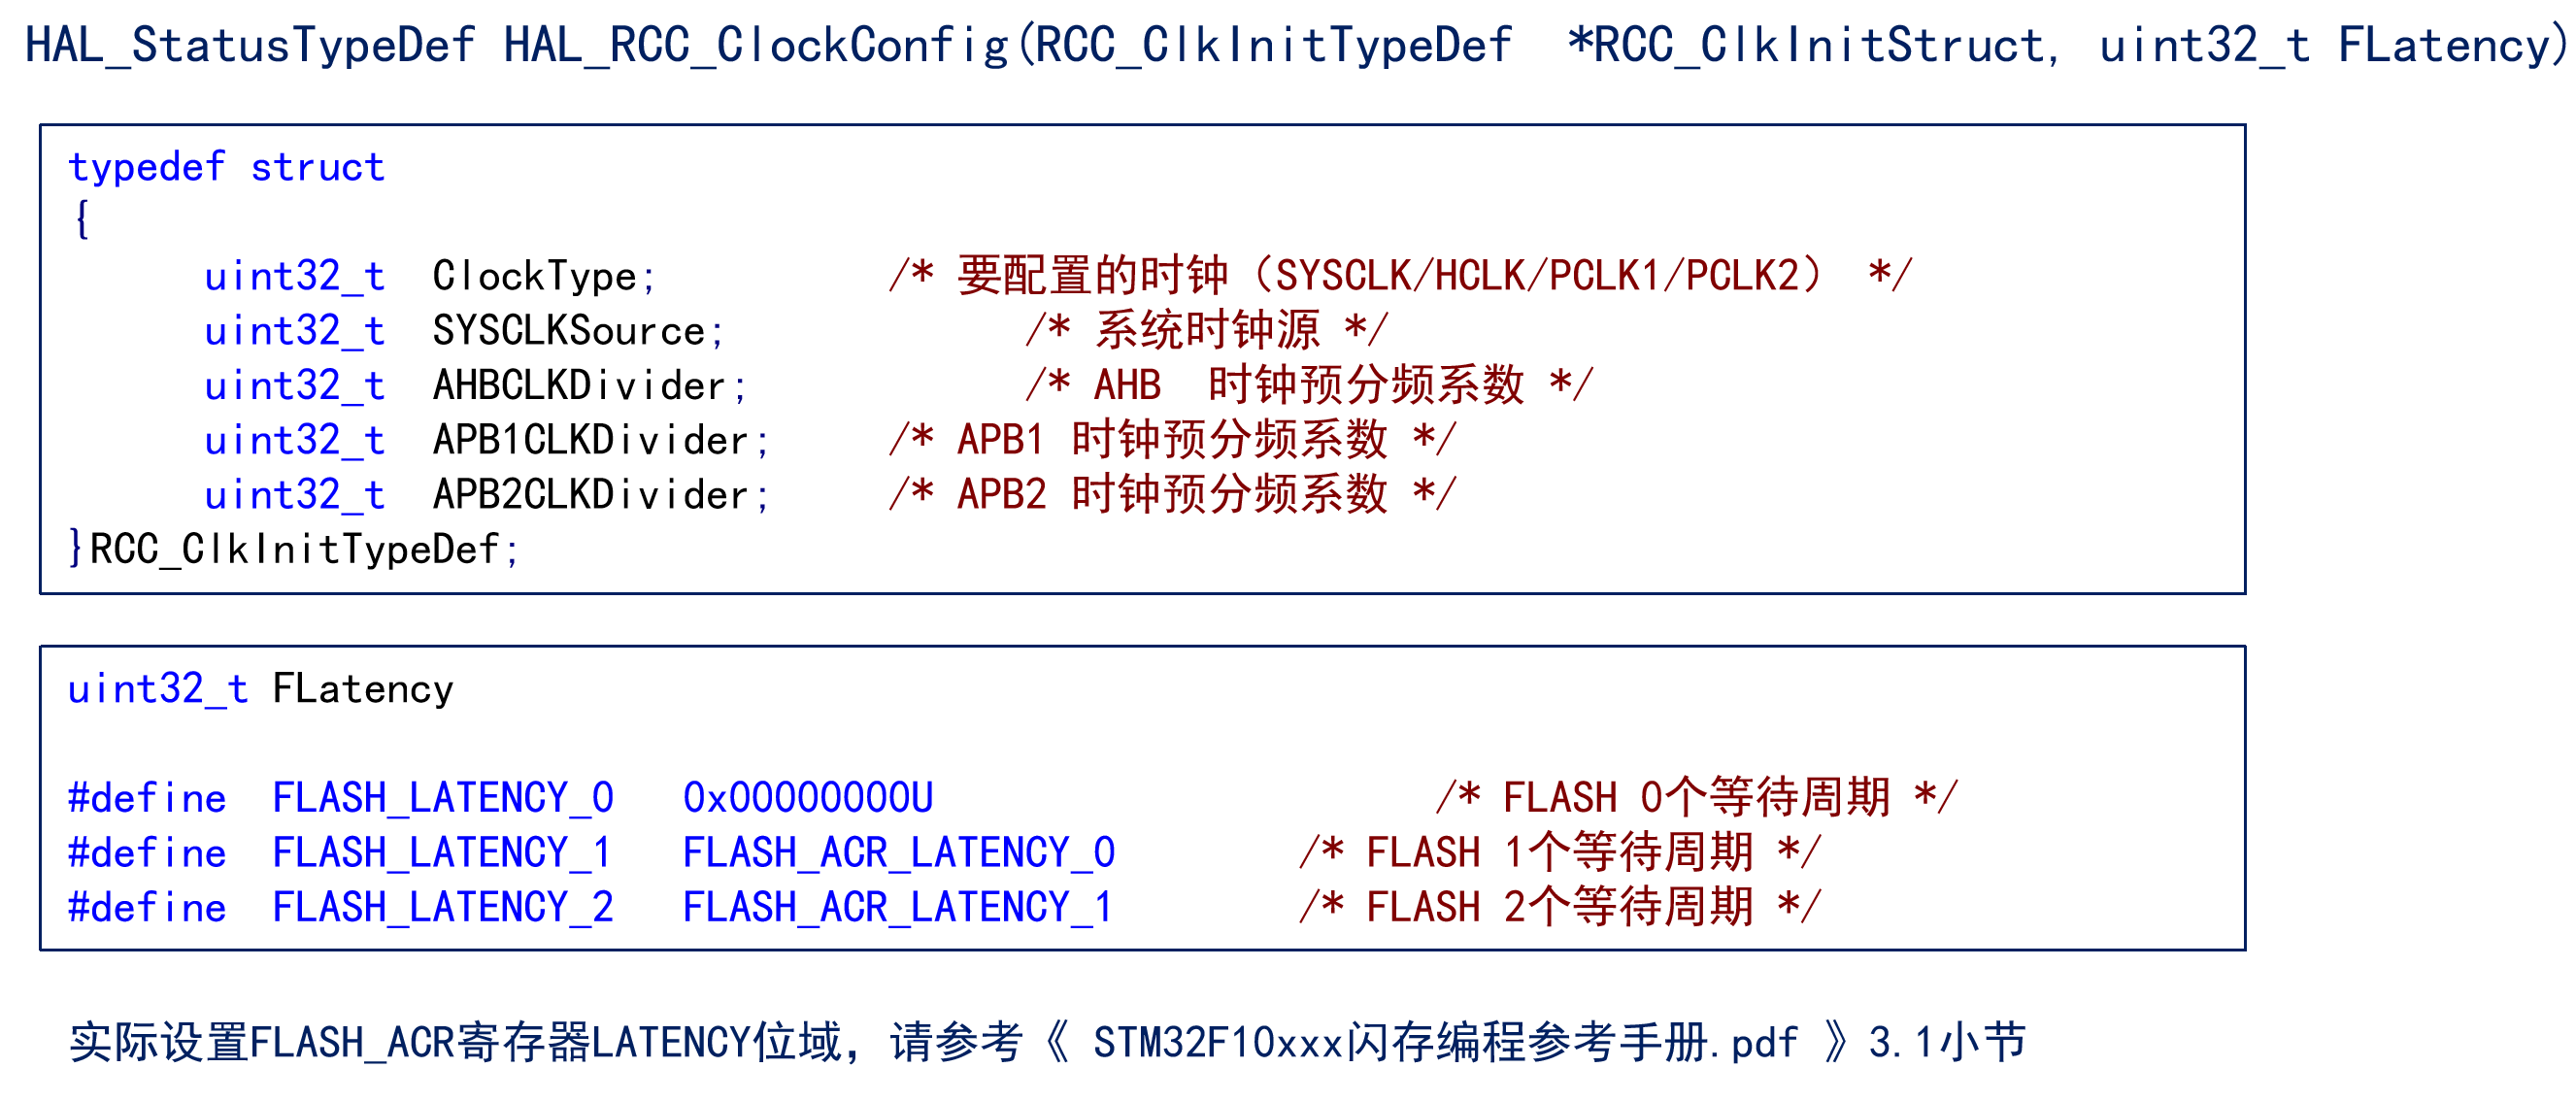 HAL_StatusTypeDef HAL_RCC_ClockConfig(RCC_ClkInitTypeDef  *RCC_ClkInitStruct, uint32_t FLatency)
typedef struct
{
uint32_t  ClockType;          /* 要配置的时钟（SYSCLK/HCLK/PCLK1/PCLK2） */
uint32_t  SYSCLKSource;             /* 系统时钟源 */
uint32_t  AHBCLKDivider;            /* AHB  时钟预分频系数 */
uint32_t  APB1CLKDivider;     /* APB1 时钟预分频系数 */
uint32_t  APB2CLKDivider;     /* APB2 时钟预分频系数 */
}RCC_ClkInitTypeDef;
uint32_t FLatency
#define  FLASH_LATENCY_0   0x00000000U                      /* FLASH 0个等待周期 */
#define  FLASH_LATENCY_1   FLASH_ACR_LATENCY_0        /* FLASH 1个等待周期 */
#define  FLASH_LATENCY_2   FLASH_ACR_LATENCY_1        /* FLASH 2个等待周期 */
实际设置FLASH_ACR寄存器LATENCY位域，请参考《 STM32F10xxx闪存编程参考手册.pdf 》3.1小节